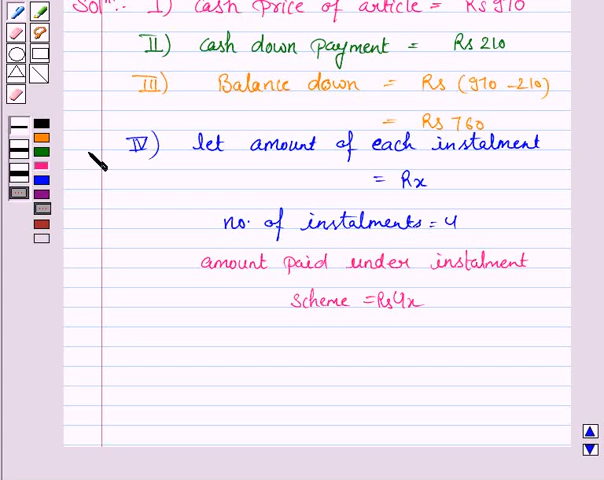 Solⁿ:- I) Cash Price of article = Rs 970
II) Cash down payment = Rs 210
III) Balance down = Rs (970 - 210)
= Rs 760
IV) let amount of each instalment
= Rx
no. of instalments = 4
amount paid under instalment
scheme = Rs4x